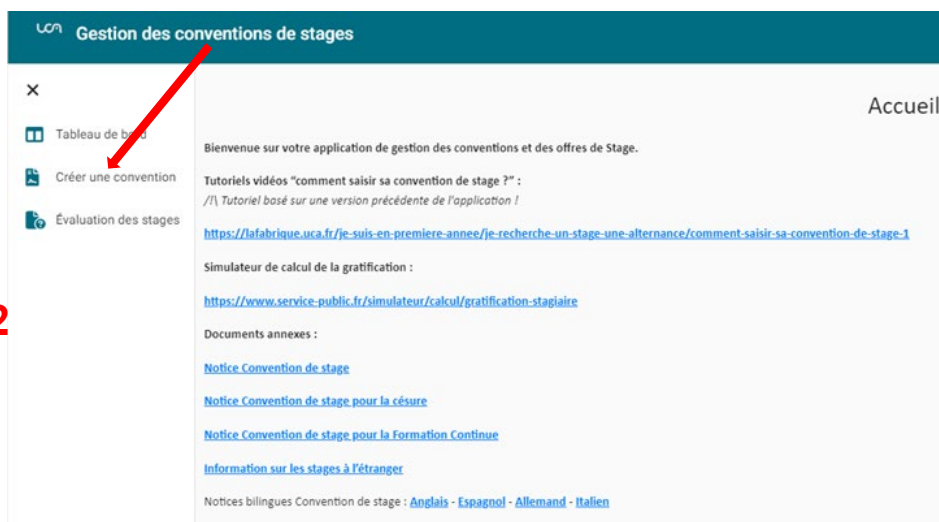 uca Gestion des conventions de stages
Accueil
Tableau de bord
Créer une convention
Évaluation des stages
2
Bienvenue sur votre application de gestion des conventions et des offres de Stage.
Tutoriels vidéos “comment saisir sa convention de stage ?” :
/!\ Tutoriel basé sur une version précédente de l'application !
https://lafabrique.uca.fr/je-suis-en-premiere-annee/je-recherche-un-stage-une-alternance/comment-saisir-sa-convention-de-stage-1
Simulateur de calcul de la gratification :
https://www.service-public.fr/simulateur/calcul/gratification-stagiaire
Documents annexes :
Notice Convention de stage
Notice Convention de stage pour la césure
Notice Convention de stage pour la Formation Continue
Information sur les stages à l'étranger
Notices bilingues Convention de stage : Anglais - Espagnol - Allemand - Italien